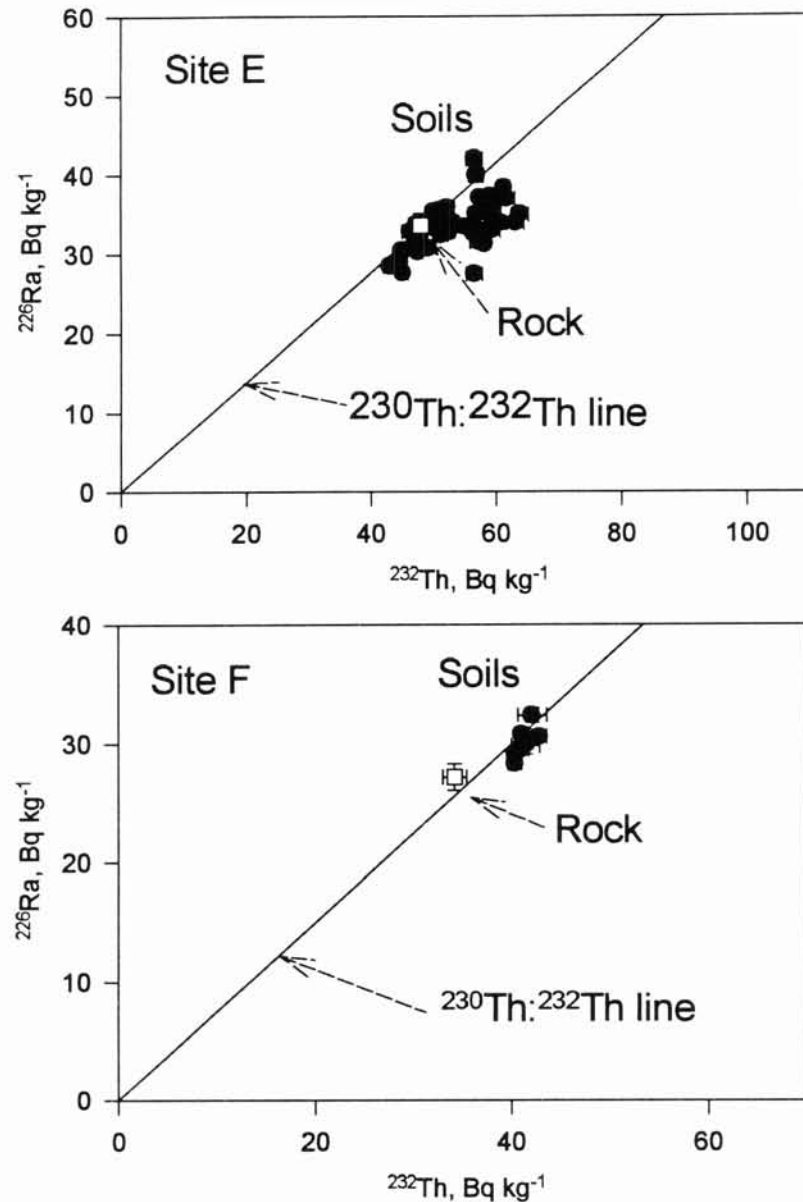 60
50
40
30
20
10
0
Site E
Soils
Rock
²³⁰Th:²³²Th line
²²⁶Ra, Bq kg⁻¹
0 20 40 60 80 100
²³²Th, Bq kg⁻¹
40
30
20
10
0
Site F
Soils
Rock
²³⁰Th:²³²Th line
²²⁶Ra, Bq kg⁻¹
0 20 40 60
²³²Th, Bq kg⁻¹